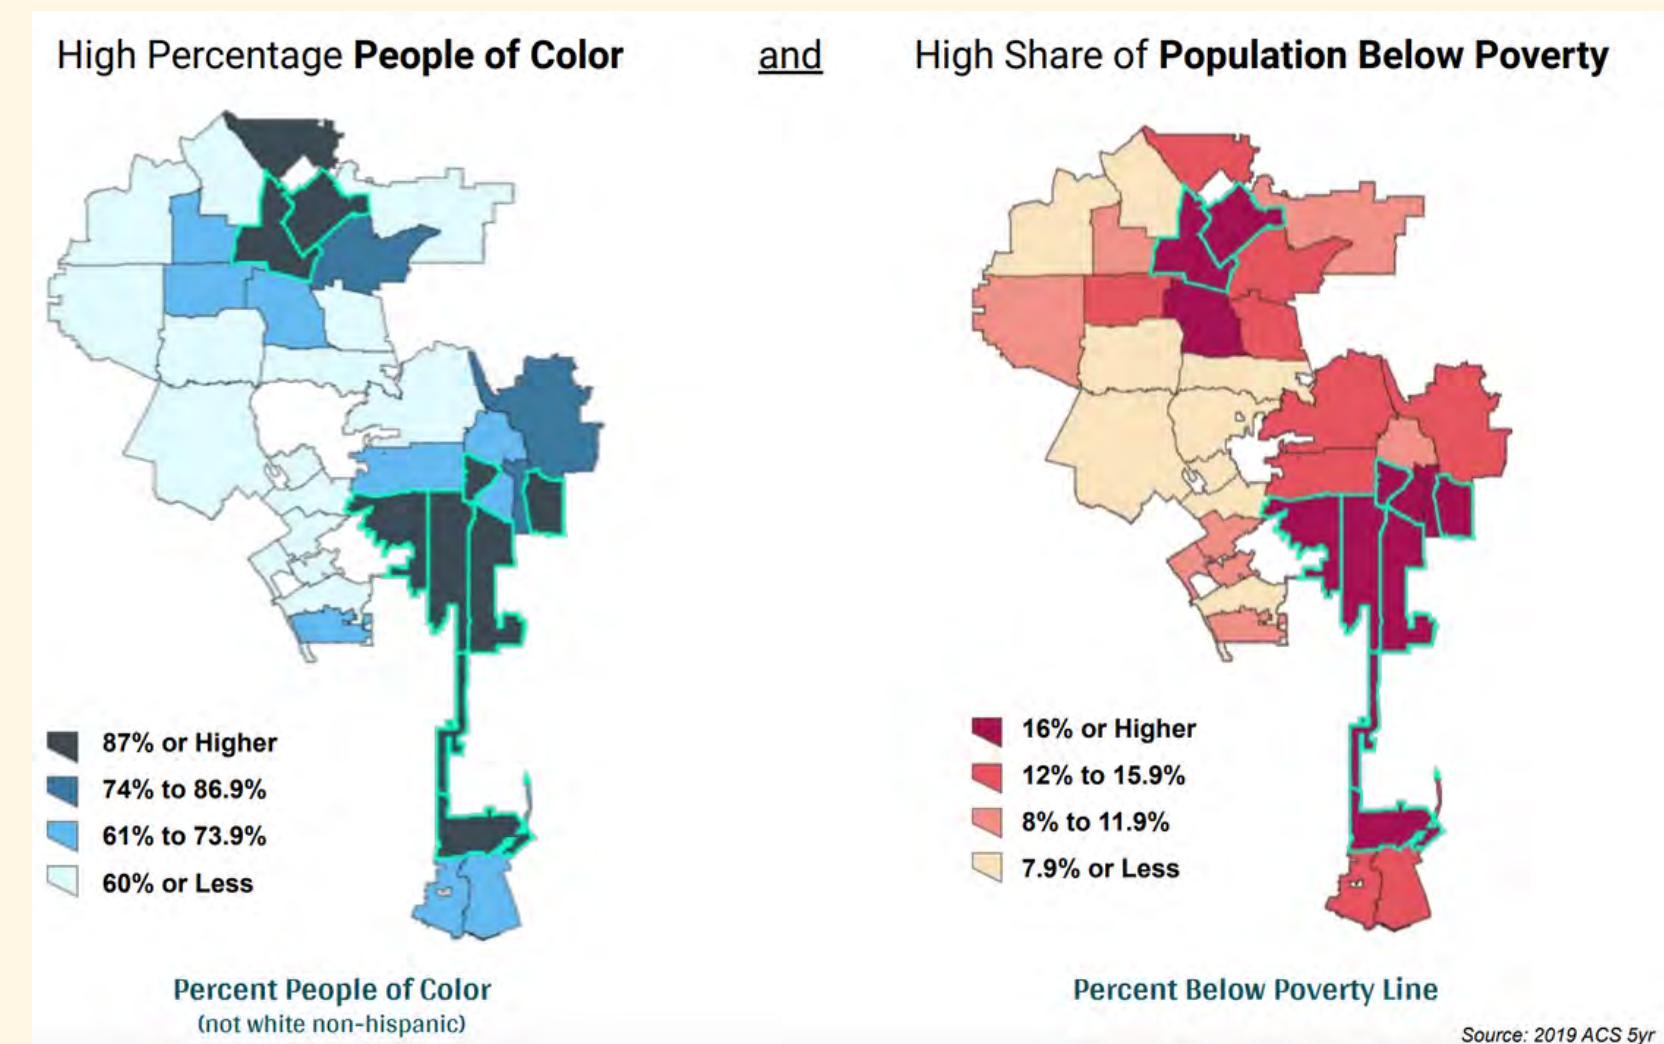 High Percentage People of Color and High Share of Population Below Poverty
87% or Higher
74% to 86.9%
61% to 73.9%
60% or Less
Percent People of Color
(not white non-hispanic)
16% or Higher
12% to 15.9%
8% to 11.9%
7.9% or Less
Percent Below Poverty Line
Source: 2019 ACS 5yr